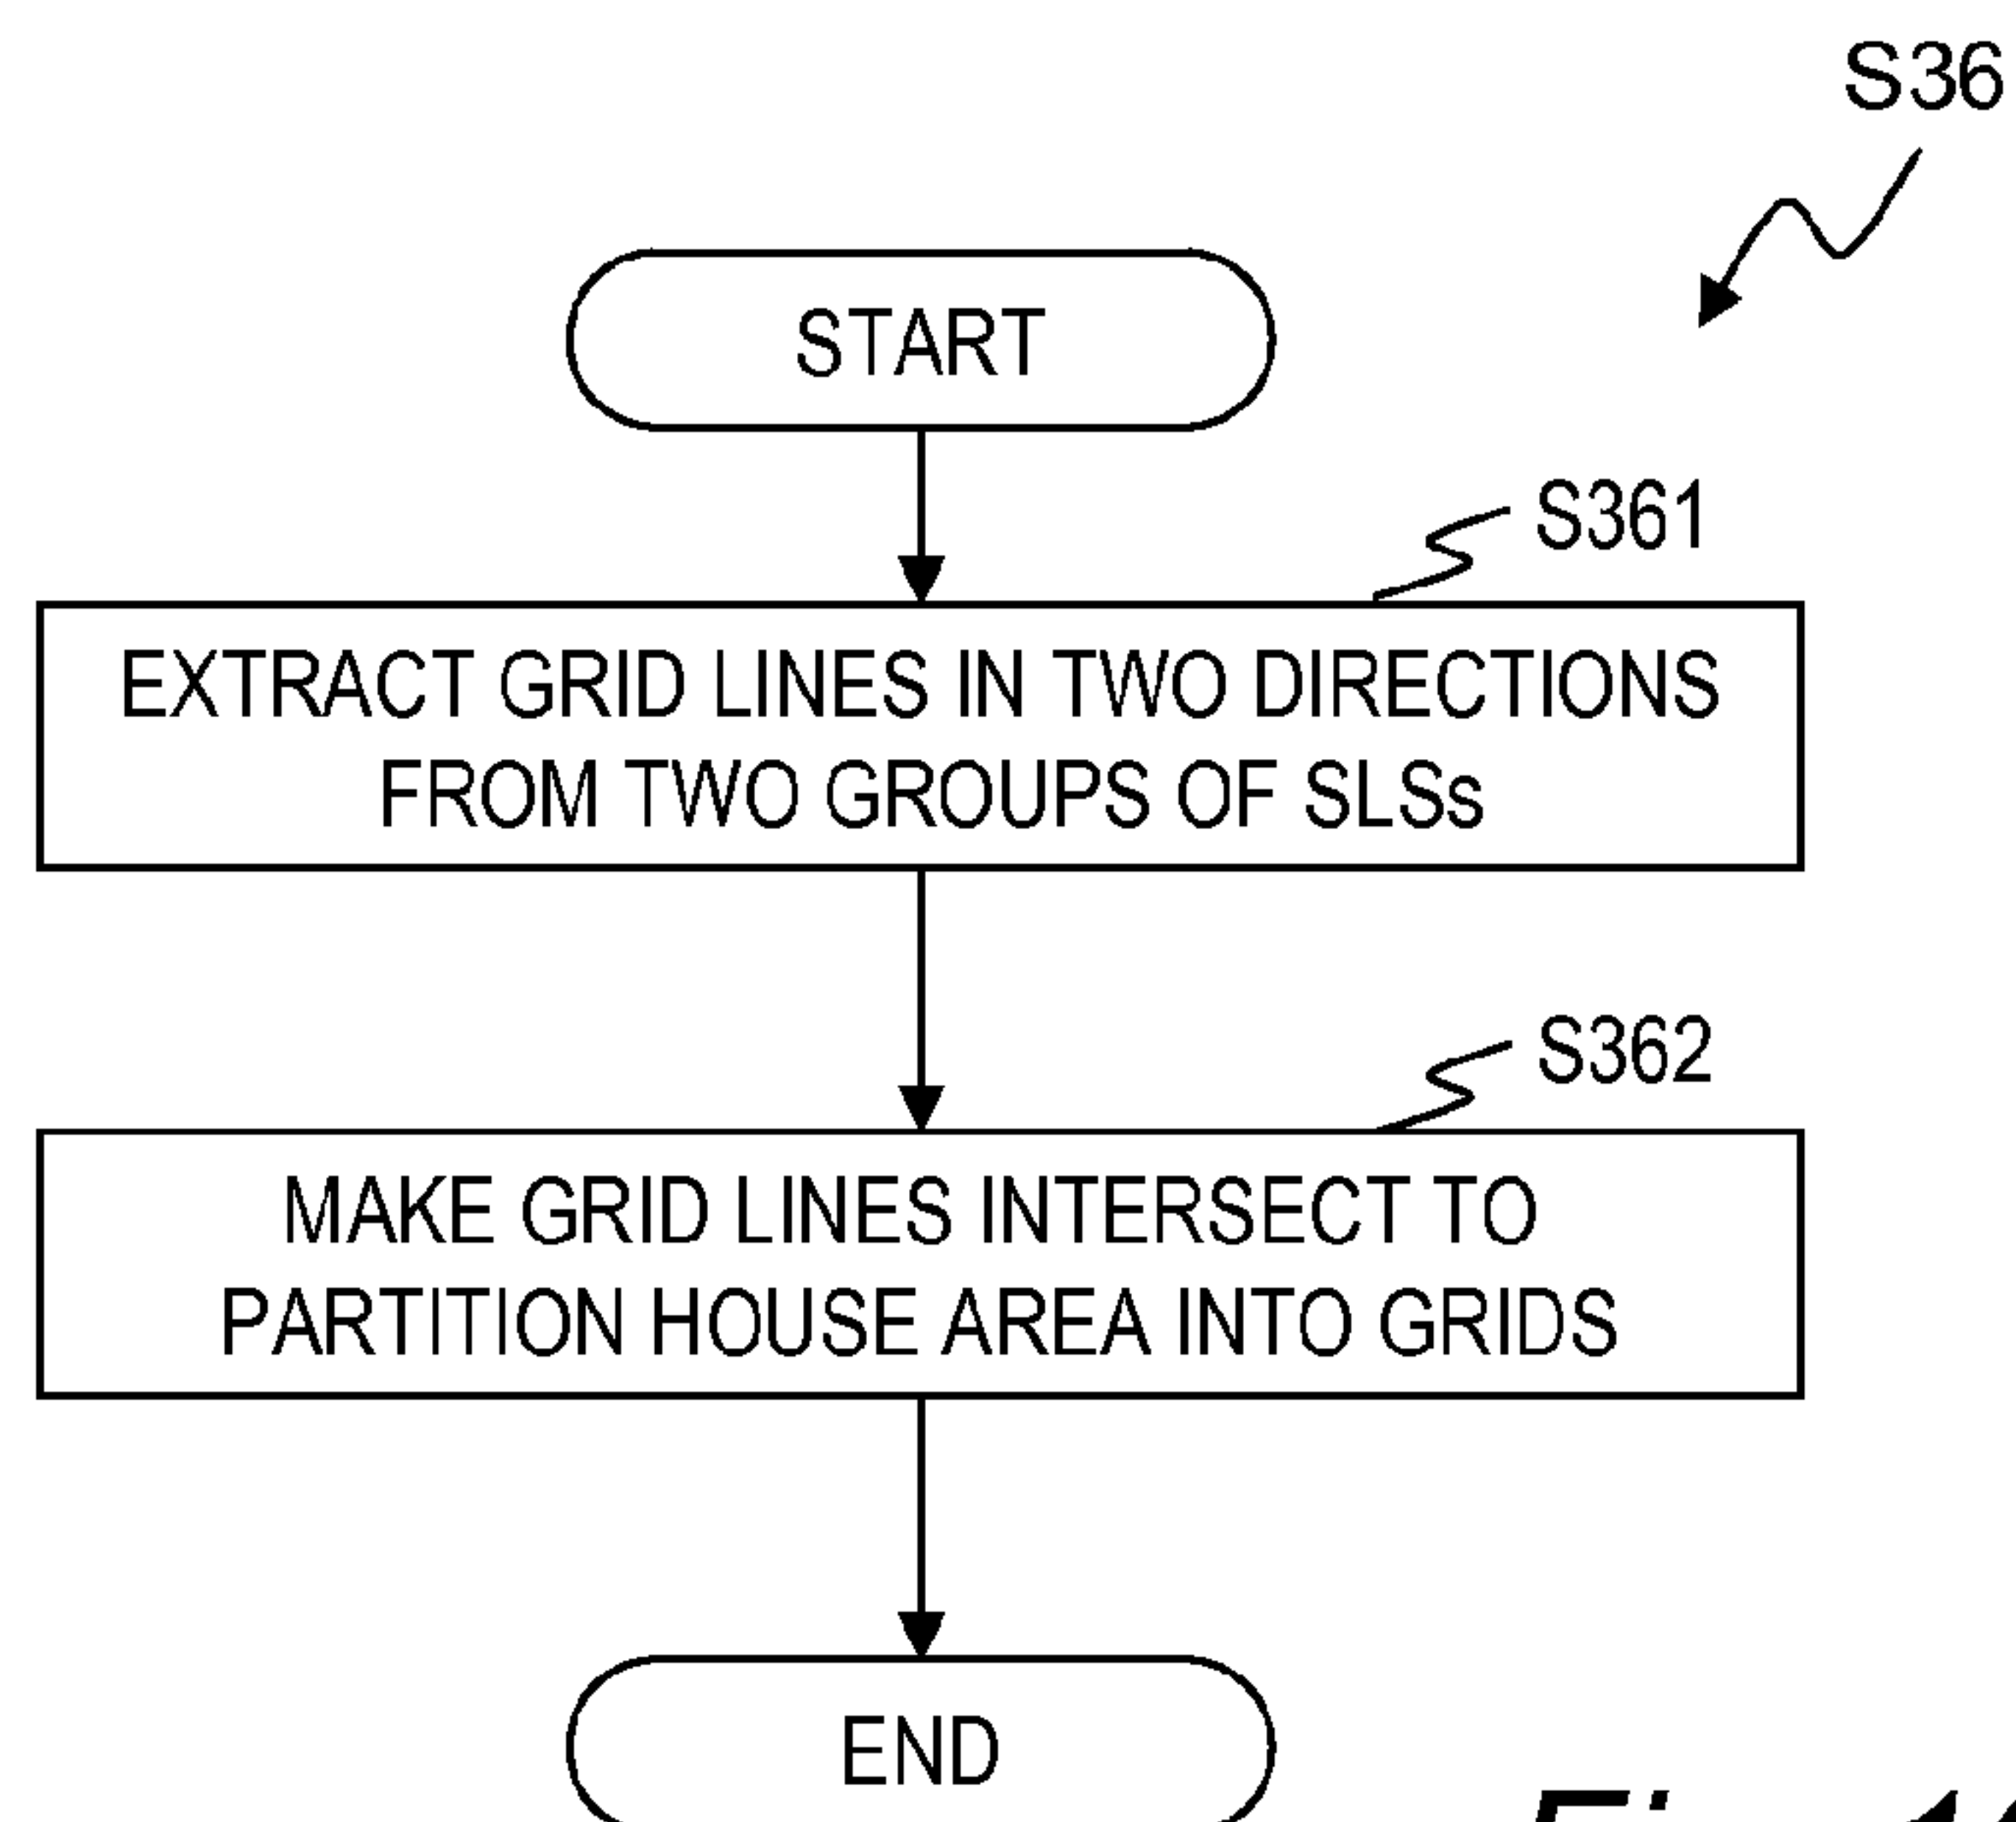 S36
START
S361
EXTRACT GRID LINES IN TWO DIRECTIONS
FROM TWO GROUPS OF SLSs
S362
MAKE GRID LINES INTERSECT TO
PARTITION HOUSE AREA INTO GRIDS
END